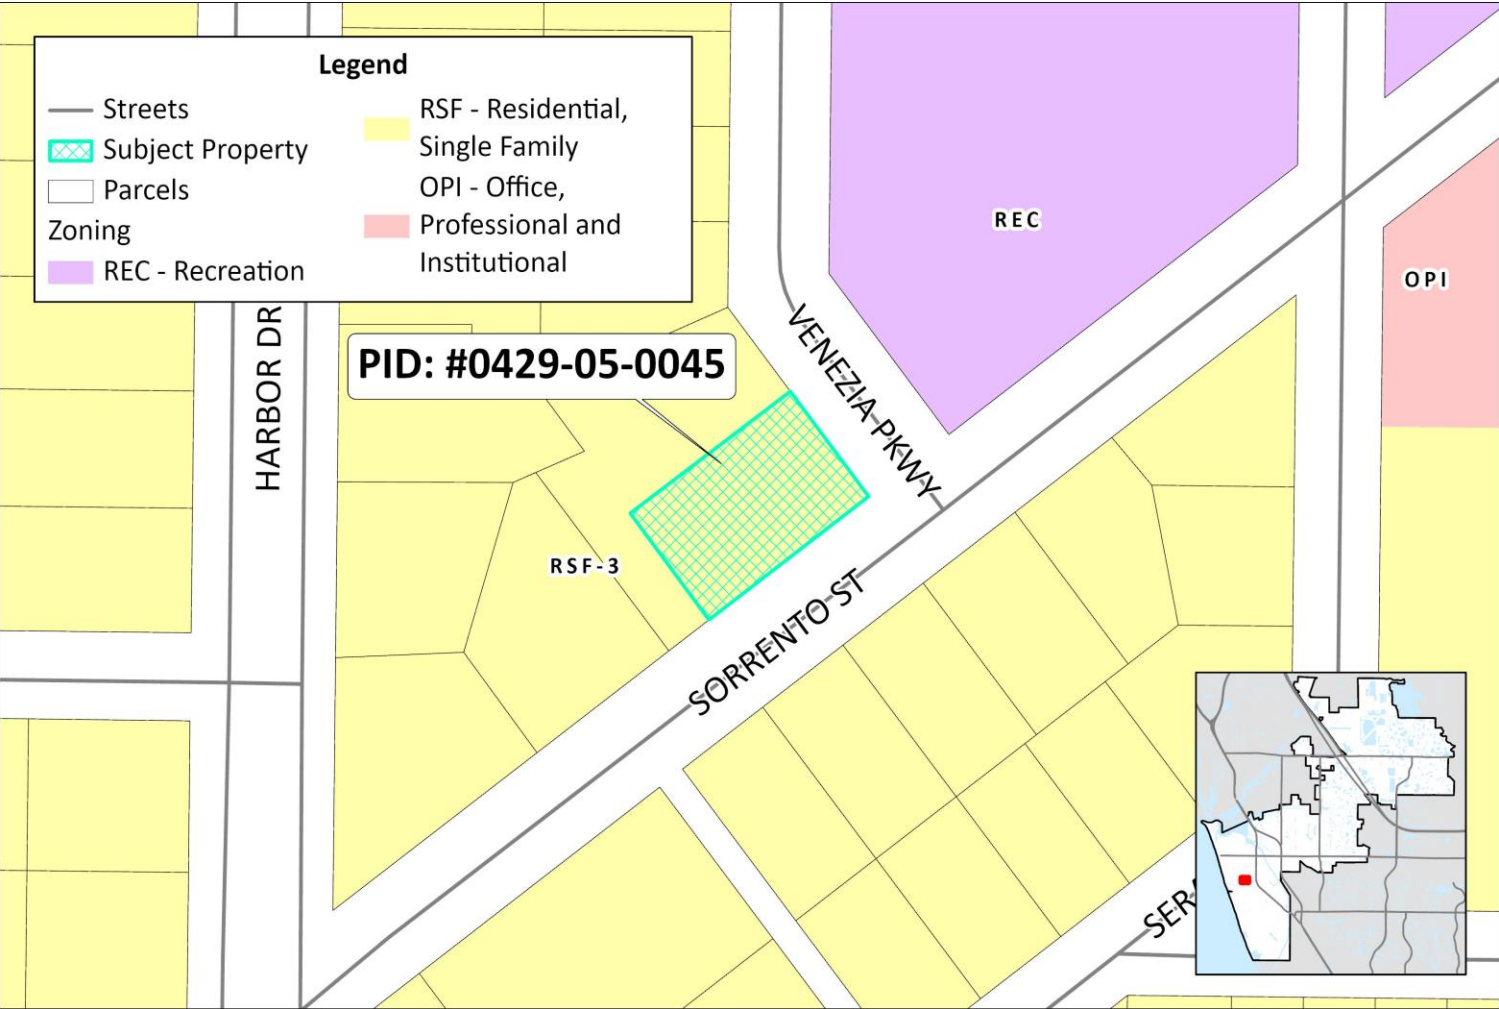 Legend
Streets
Subject Property
Parcels
Zoning
REC - Recreation
RSF - Residential,
Single Family
OPI - Office,
Professional and
Institutional
REC
OPI
HARBOR DR
VENEZIA PKWY
PID: #0429-05-0045
RSF-3
SORRENTO ST